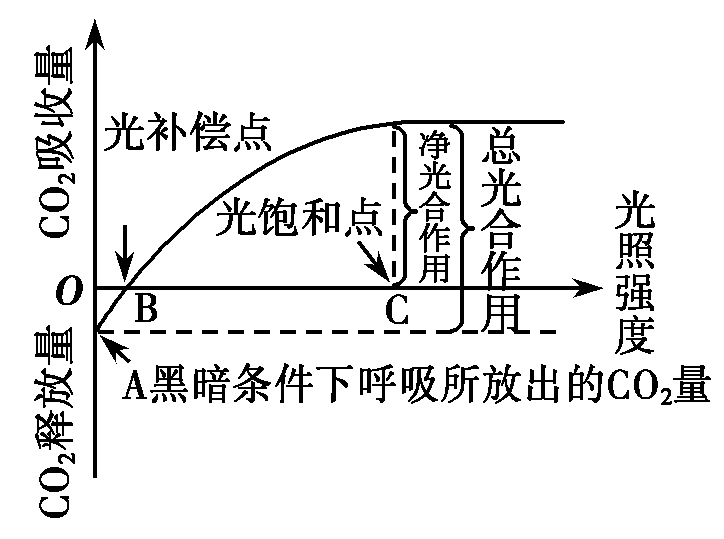 CO₂吸收量
光补偿点
净光合作用
总光合作用
光饱和点
光照强度
O
B
C
A黑暗条件下呼吸所放出的CO₂量
CO₂释放量